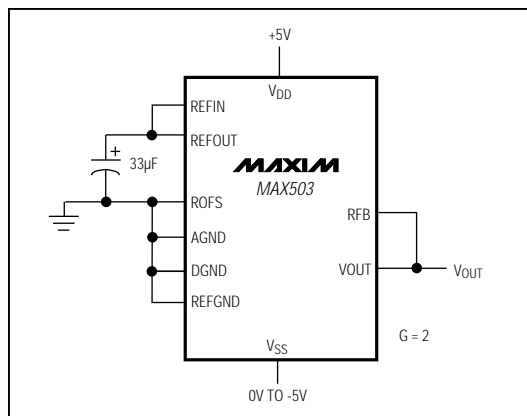 +5V
VDD
REFIN
REFOUT
+
33µF
MAXIM
MAX503
ROFS
RFB
AGND
DGND
VOUT
VOUT
REFGND
G = 2
VSS
0V TO -5V